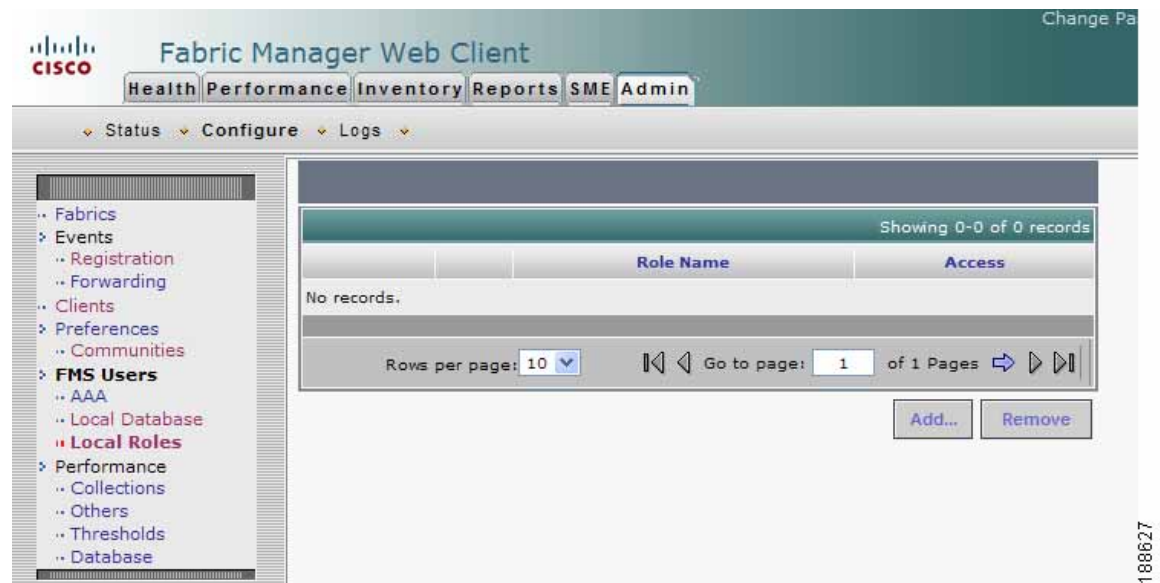 Change Pa
CISCO
Fabric Manager Web Client
Health Performance Inventory Reports SME Admin
Status Configure Logs
Fabrics
Events
Registration
Forwarding
Clients
Preferences
Communities
FMS Users
AAA
Local Database
Local Roles
Performance
Collections
Others
Thresholds
Database
Showing 0-0 of 0 records
Role Name Access
No records.
Rows per page: 10 Go to page: 1 of 1 Pages
Add... Remove
188627